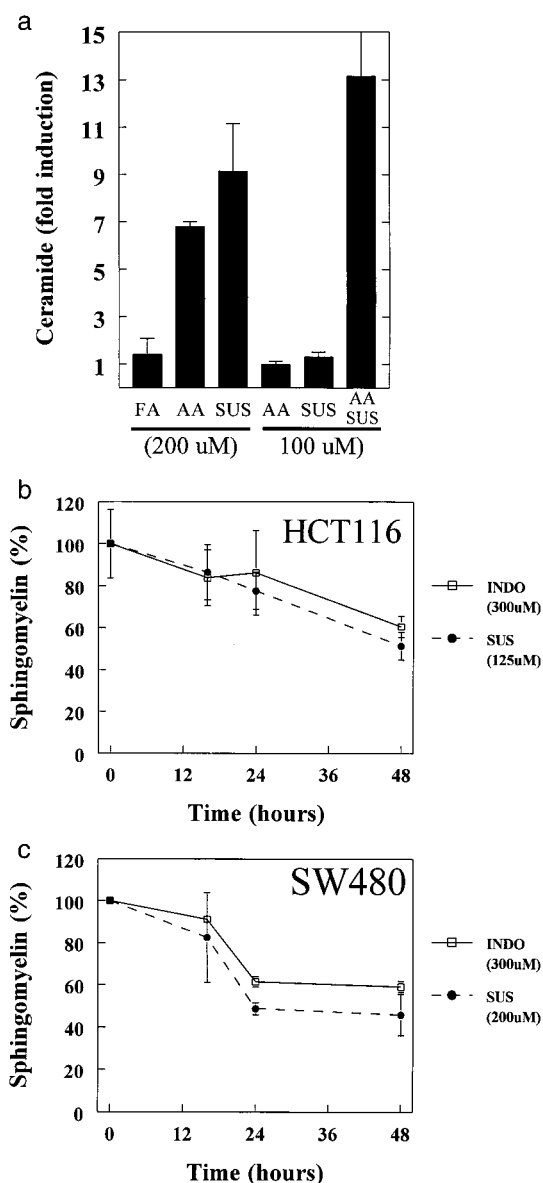 a
Ceramide (fold induction)
15
13
11
9
7
5
3
1
FA AA SUS AA SUS AA
SUS
(200 uM) 100 uM
b
HCT116
Sphingomyelin (%)
120
100
80
60
40
20
0
0 12 24 36 48
Time (hours)
INDO
(300uM)
SUS
(125uM)
c
SW480
Sphingomyelin (%)
120
100
80
60
40
20
0
0 12 24 36 48
Time (hours)
INDO
(300uM)
SUS
(200uM)